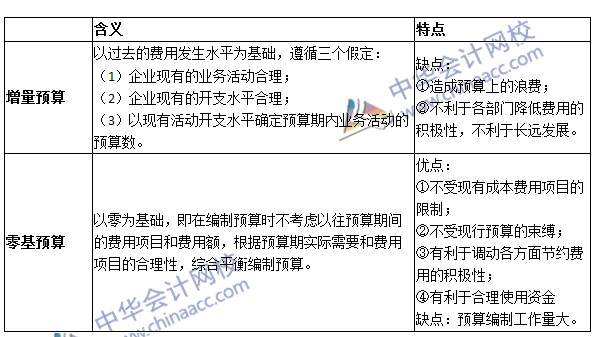 含义
特点
增量预算
以过去的费用发生水平为基础，遵循三个假定：
（1）企业现有的业务活动合理；
（2）企业现有的开支水平合理；
（3）以现有活动开支水平确定预算期内业务活动的
预算数。
缺点：
①造成预算上的浪费；
②不利于各部门降低费用的
积极性，不利于长远发展。
零基预算
以零为基础，即在编制预算时不考虑以往预算期间
的费用项目和费用额，根据预算期实际需要和费用
项目的合理性，综合平衡编制预算。
优点：
①不受现有成本费用项目的
限制；
②不受现行预算的束缚；
③有利于调动各方面节约费
用的积极性；
④有利于合理使用资金
缺点：预算编制工作量大。
中华会计网校
www.chinaacc.com
中华会计网校
www.chinaacc.com